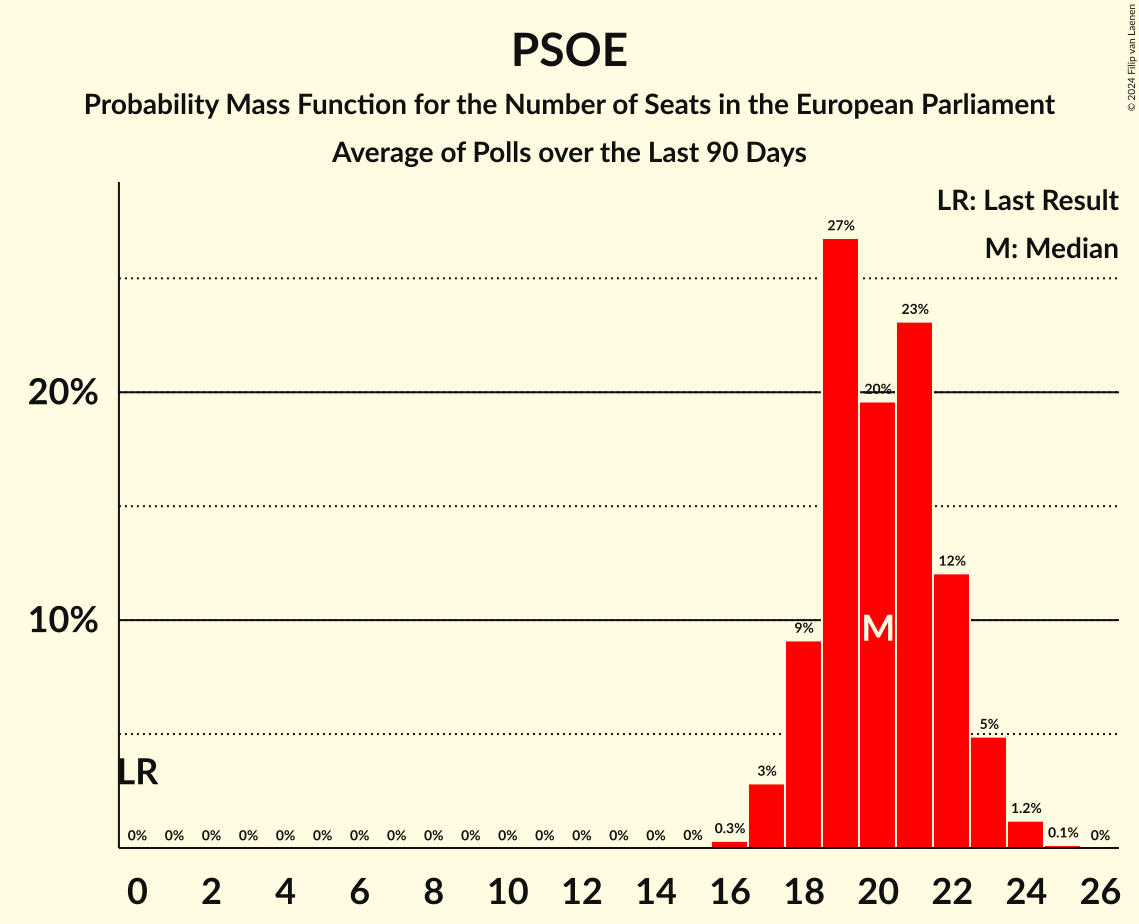 PSOE
Probability Mass Function for the Number of Seats in the European Parliament
Average of Polls over the Last 90 Days
© 2024 Filip van Laenen
LR: Last Result
M: Median
27%
23%
20%
20%
12%
10%
9%
M
5%
3%
LR
1.2%
0.3%
0.1%
0% 0% 0% 0% 0% 0% 0% 0% 0% 0% 0% 0% 0% 0% 0% 0% 0%
0 2 4 6 8 10 12 14 16 18 20 22 24 26